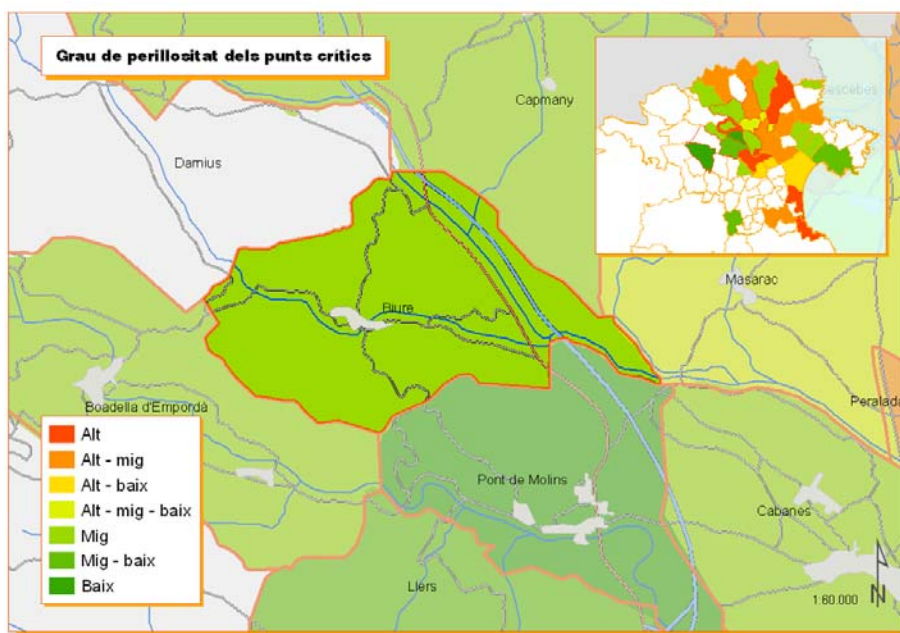 Grau de perillositat dels punts crítics
Capmany
Darnius
Masarac
Biure
Boadella d'Empordà
Peralada
Pont de Molins
Cabanes
Llers
Alt
Alt - mig
Alt - baix
Alt - mig - baix
Mig
Mig - baix
Baix
N
1:60.000